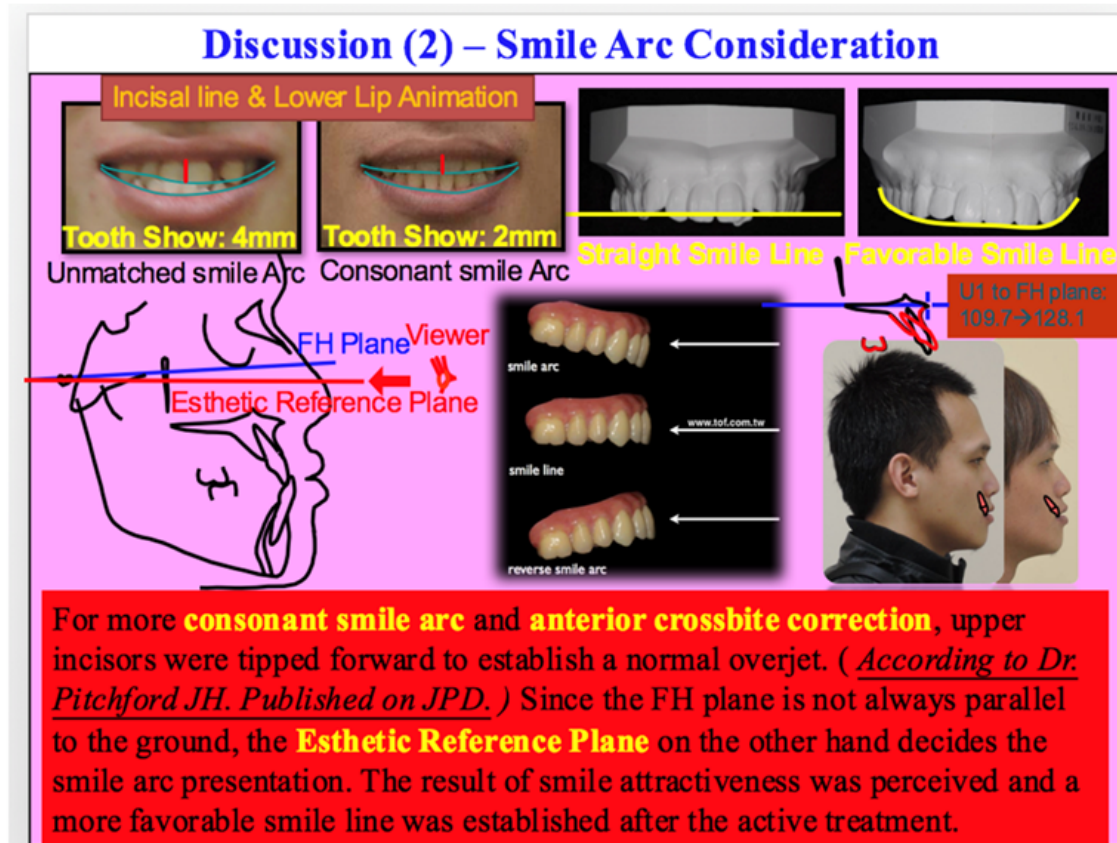 Discussion (2) – Smile Arc Consideration
Incisal line & Lower Lip Animation
Tooth Show: 4mm
Tooth Show: 2mm
Straight Smile Line
Favorable Smile Line
Unmatched smile Arc
Consonant smile Arc
U1 to FH plane:
109.7→128.1
FH Plane
Viewer
Esthetic Reference Plane
smile arc
www.tof.com.tw
smile line
reverse smile arc
For more consonant smile arc and anterior crossbite correction, upper
incisors were tipped forward to establish a normal overjet. ( According to Dr.
Pitchford JH. Published on JPD. ) Since the FH plane is not always parallel
to the ground, the Esthetic Reference Plane on the other hand decides the
smile arc presentation. The result of smile attractiveness was perceived and a
more favorable smile line was established after the active treatment.